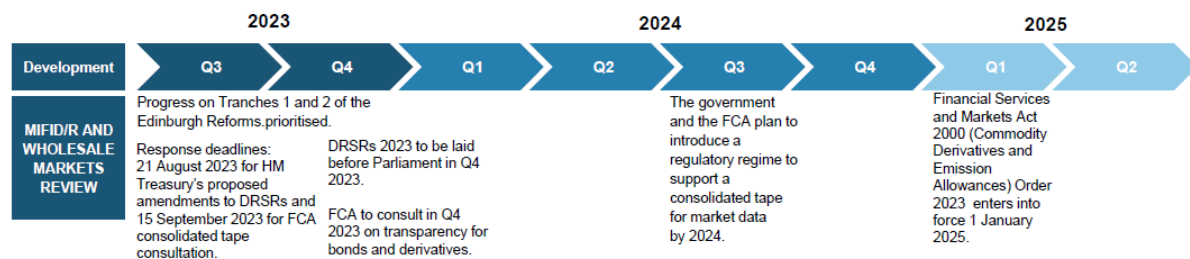 2023
2024
2025
Development
Q3
Q4
Q1
Q2
Q3
Q4
Q1
Q2
MIFID/R AND
WHOLESALE
MARKETS
REVIEW
Progress on Tranches 1 and 2 of the
Edinburgh Reforms.prioritised.
Response deadlines:
21 August 2023 for HM
Treasury's proposed
amendments to DRSRs and
15 September 2023 for FCA
consolidated tape
consultation.
DRSRs 2023 to be laid
before Parliament in Q4
2023.
FCA to consult in Q4
2023 on transparency for
bonds and derivatives.
The government
and the FCA plan to
introduce a
regulatory regime to
support a
consolidated tape
for market data
by 2024.
Financial Services
and Markets Act
2000 (Commodity
Derivatives and
Emission
Allowances) Order
2023 enters into
force 1 January
2025.